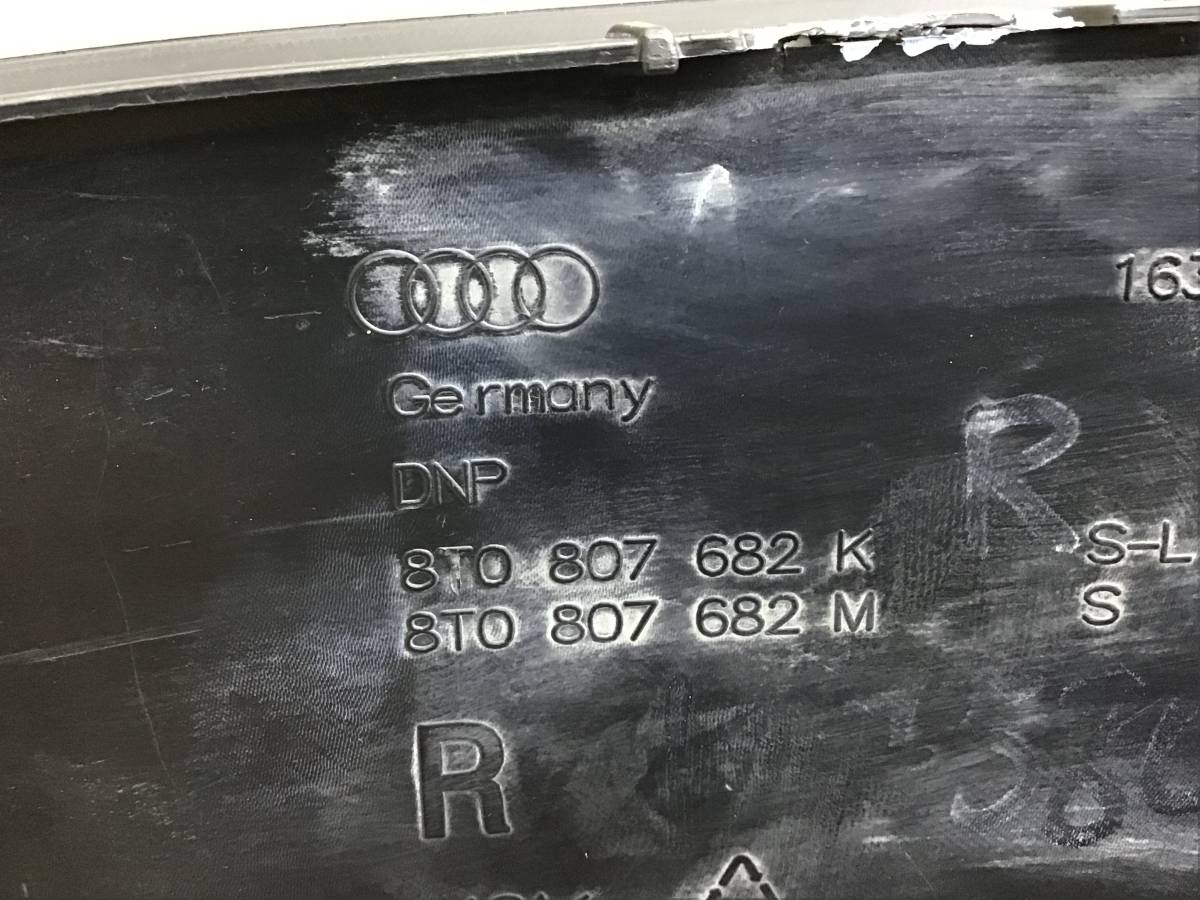 163
Germany
DNP
R
8T0 807 682 K S-L
8T0 807 682 M S
R